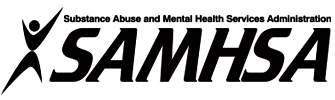 Substance Abuse and Mental Health Services Administration
SAMHSA